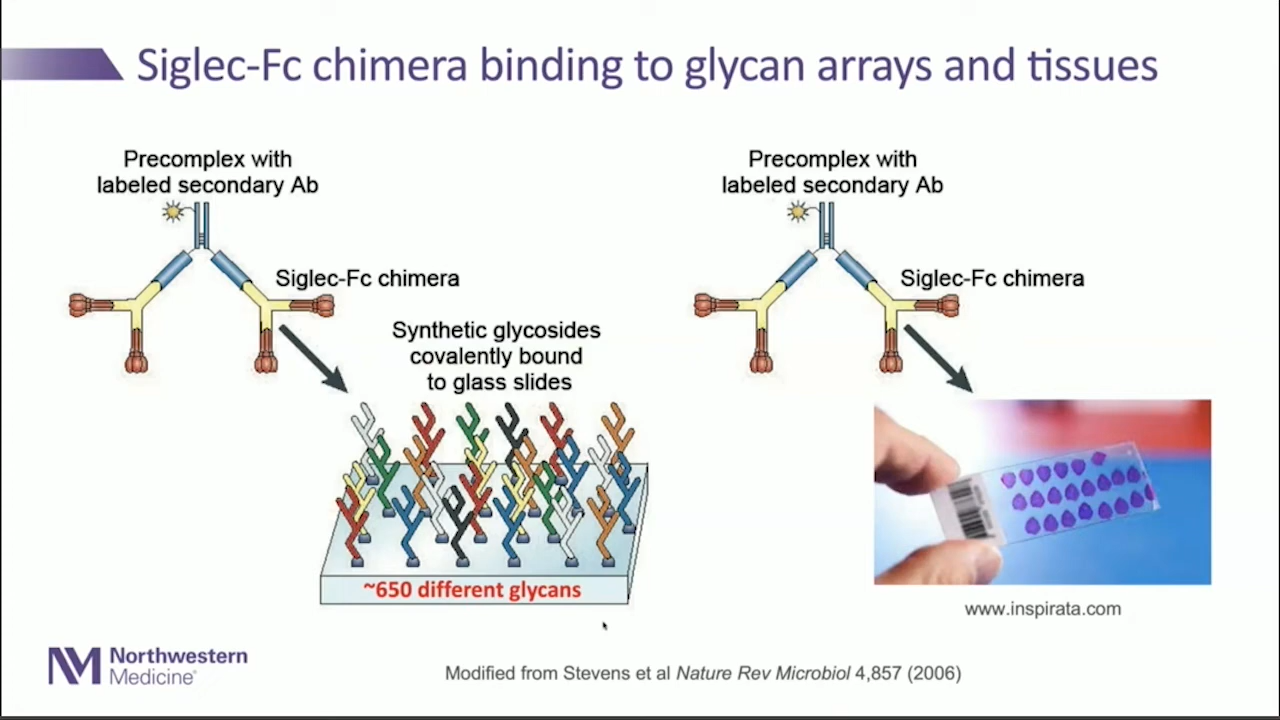 Siglec-Fc chimera binding to glycan arrays and tissues
Precomplex with
labeled secondary Ab
Siglec-Fc chimera
Synthetic glycosides
covalently bound
to glass slides
~650 different glycans
Precomplex with
labeled secondary Ab
Siglec-Fc chimera
www.inspirata.com
NM Northwestern
Medicine®
Modified from Stevens et al Nature Rev Microbiol 4,857 (2006)